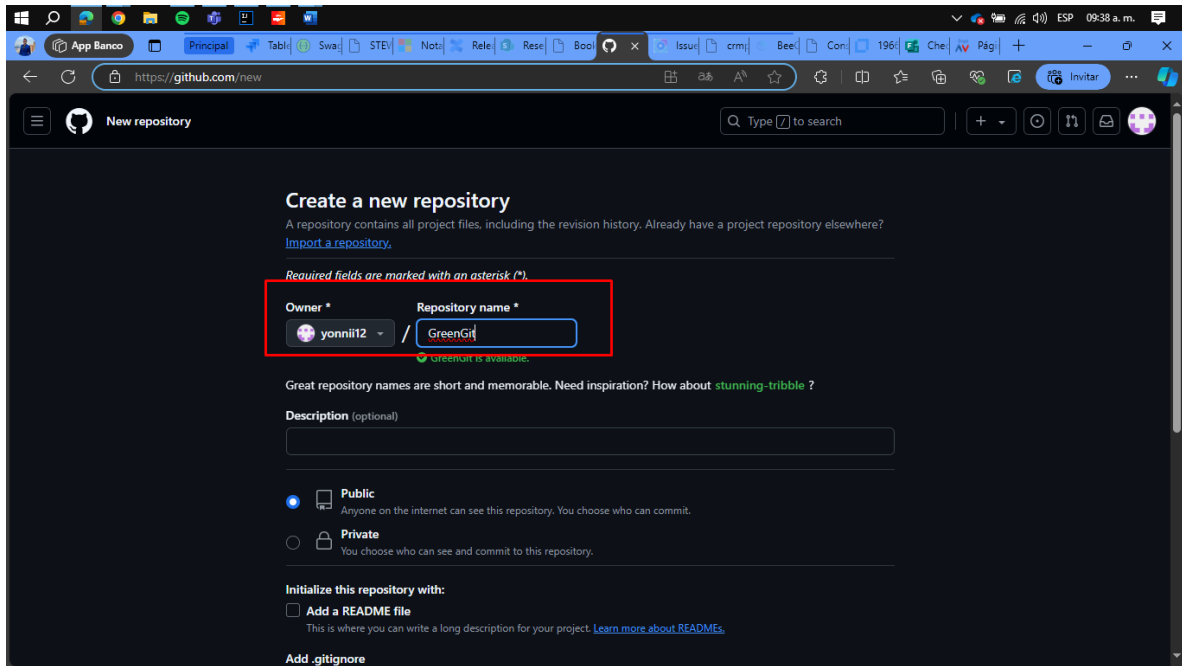 ESP 09:38 a. m.
App Banco
Principal
Table
Swag
STEV
Nota
Rele
Rese
Bool
Issue
crmp
Bee
Con
1960
Chec
Pági
https://github.com/new
Invitar
New repository
Type / to search
Create a new repository
A repository contains all project files, including the revision history. Already have a project repository elsewhere?
Import a repository.
Required fields are marked with an asterisk (*).
Owner * Repository name *
yonnii12 / GreenGit
GreenGit is available.
Great repository names are short and memorable. Need inspiration? How about stunning-tribble ?
Description (optional)
Public
Anyone on the internet can see this repository. You choose who can commit.
Private
You choose who can see and commit to this repository.
Initialize this repository with:
Add a README file
This is where you can write a long description for your project. Learn more about READMEs.
Add .gitignore